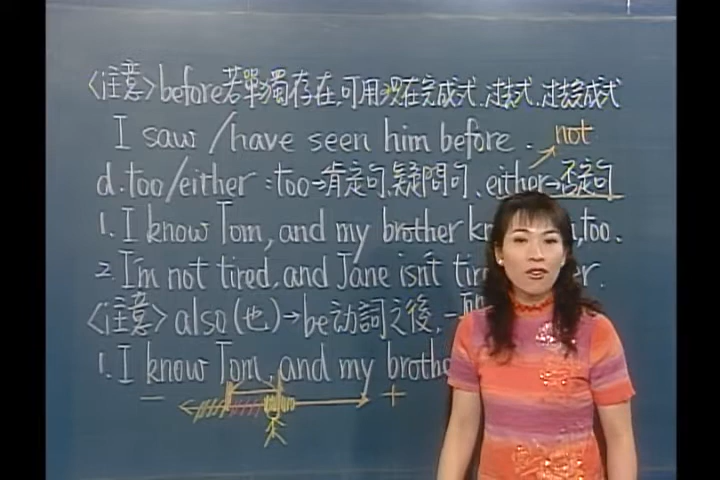 〈注意〉before若單獨存在,可用現在完成式、過去式、過去完成式
I saw /have seen him before. not
d. too/either : too→肯定句、疑問句、either→否定句
1. I know Tom, and my brother kn , too.
2. I'm not tired, and Jane isn't tir er.
〈注意〉also(也)→be动詞之後,一
1. I know Tom, and my brothe
− +